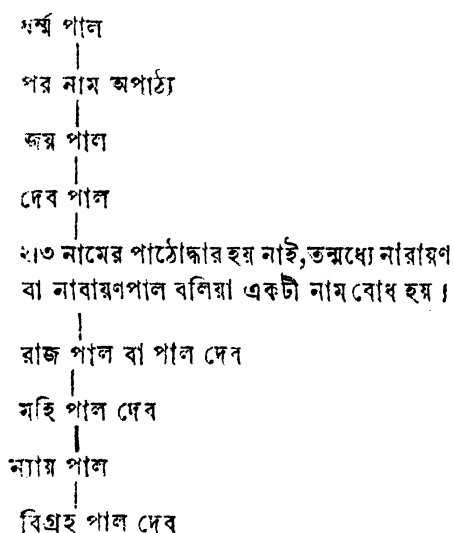 ধর্ম্ম পাল
পর নাম অপাঠ্য
জয় পাল
দেব পাল
২।৩ নামের পাঠোদ্ধার হয় নাই,তন্মধ্যে নারায়ণ
বা নাবায়ণপাল বলিয়া একটী নাম বোধ হয়।
রাজ পাল বা পাল দেব
মহি পাল দেব
ন্যায় পাল
বিগ্রহ পাল দেব